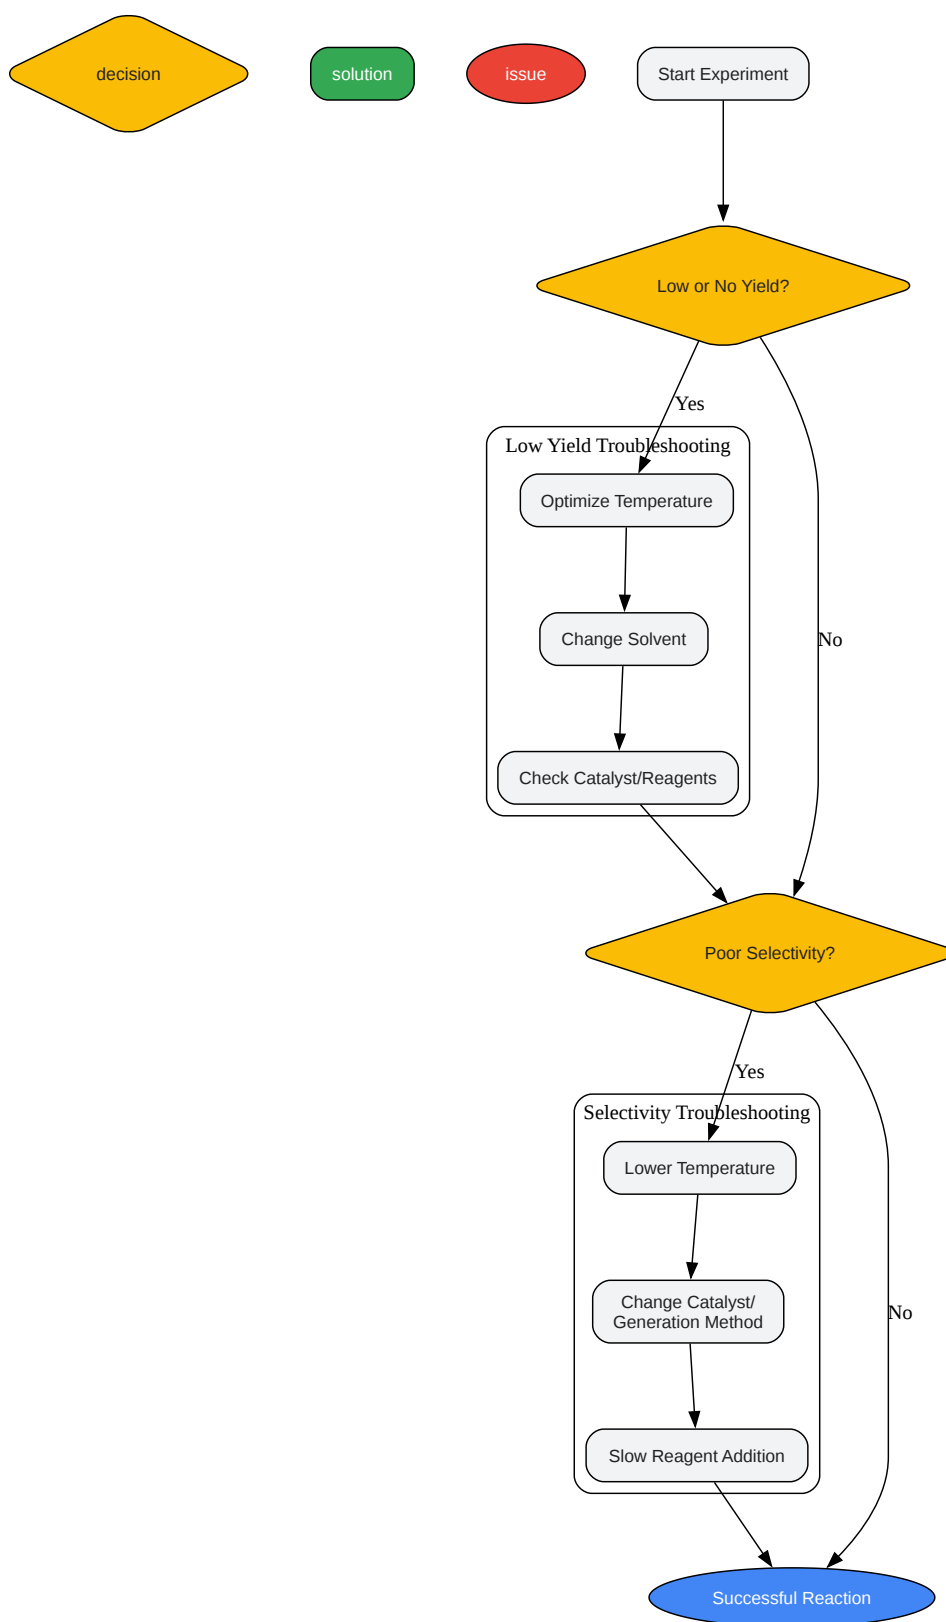 decision
solution
issue
Start Experiment
Low or No Yield?
Yes
Low Yield Troubleshooting
Optimize Temperature
Change Solvent
No
Check Catalyst/Reagents
Poor Selectivity?
Yes
Selectivity Troubleshooting
Lower Temperature
Change Catalyst/
Generation Method
No
Slow Reagent Addition
Successful Reaction